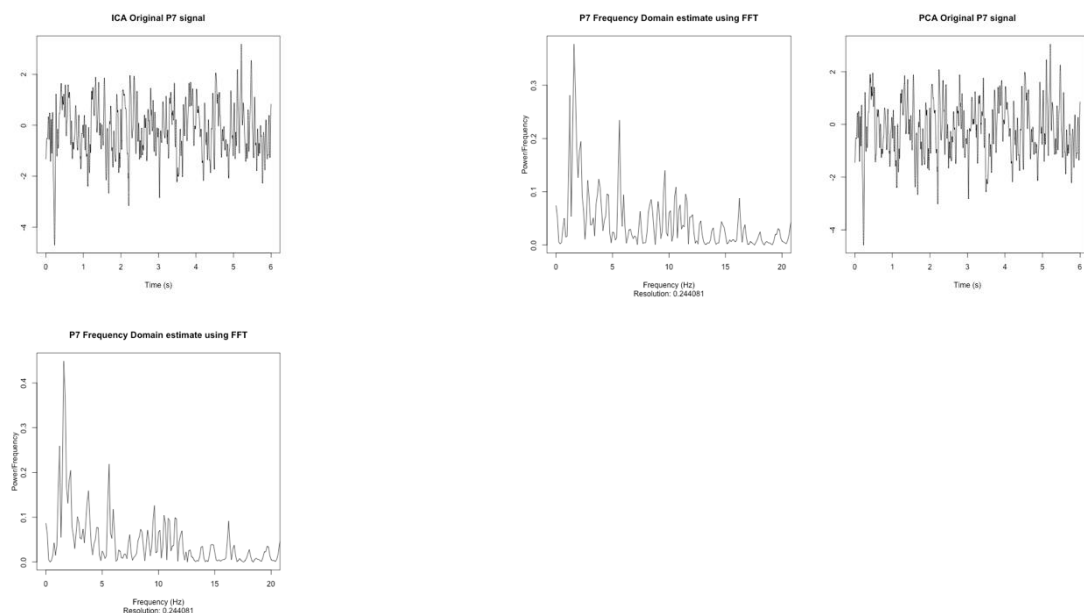 ICA Original P7 signal
2
0
-2
-4
0 1 2 3 4 5 6
Time (s)
P7 Frequency Domain estimate using FFT
Power/Frequency
0.3
0.2
0.1
0.0
0 5 10 15 20
Frequency (Hz)
Resolution: 0.244081
PCA Original P7 signal
2
0
-2
-4
0 1 2 3 4 5 6
Time (s)
P7 Frequency Domain estimate using FFT
Power/Frequency
0.4
0.3
0.2
0.1
0.0
0 5 10 15 20
Frequency (Hz)
Resolution: 0.244081